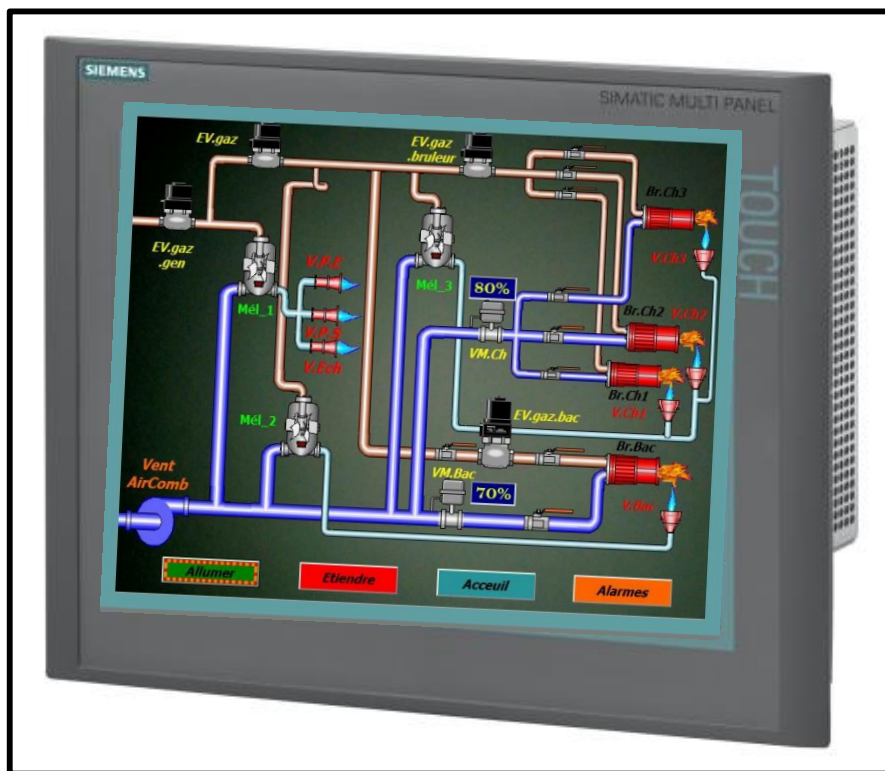 SIEMENS
SIMATIC MULTI PANEL
TOUCH
EV.gaz
EV.gaz
.bruleur
Br.Ch3
EV.gaz
.gen
V.P.E
V.Ch3
Mél_1
Mél_3
80%
V.P.S
Br.Ch2
V.Ch2
VM.Ch
V.Ech
Br.Ch1
V.Ch1
Mél_2
EV.gaz.bac
Br.Bac
Vent
AirComb
VM.Bac
70%
V.Bac
Allumer
Etiendre
Acceuil
Alarmes